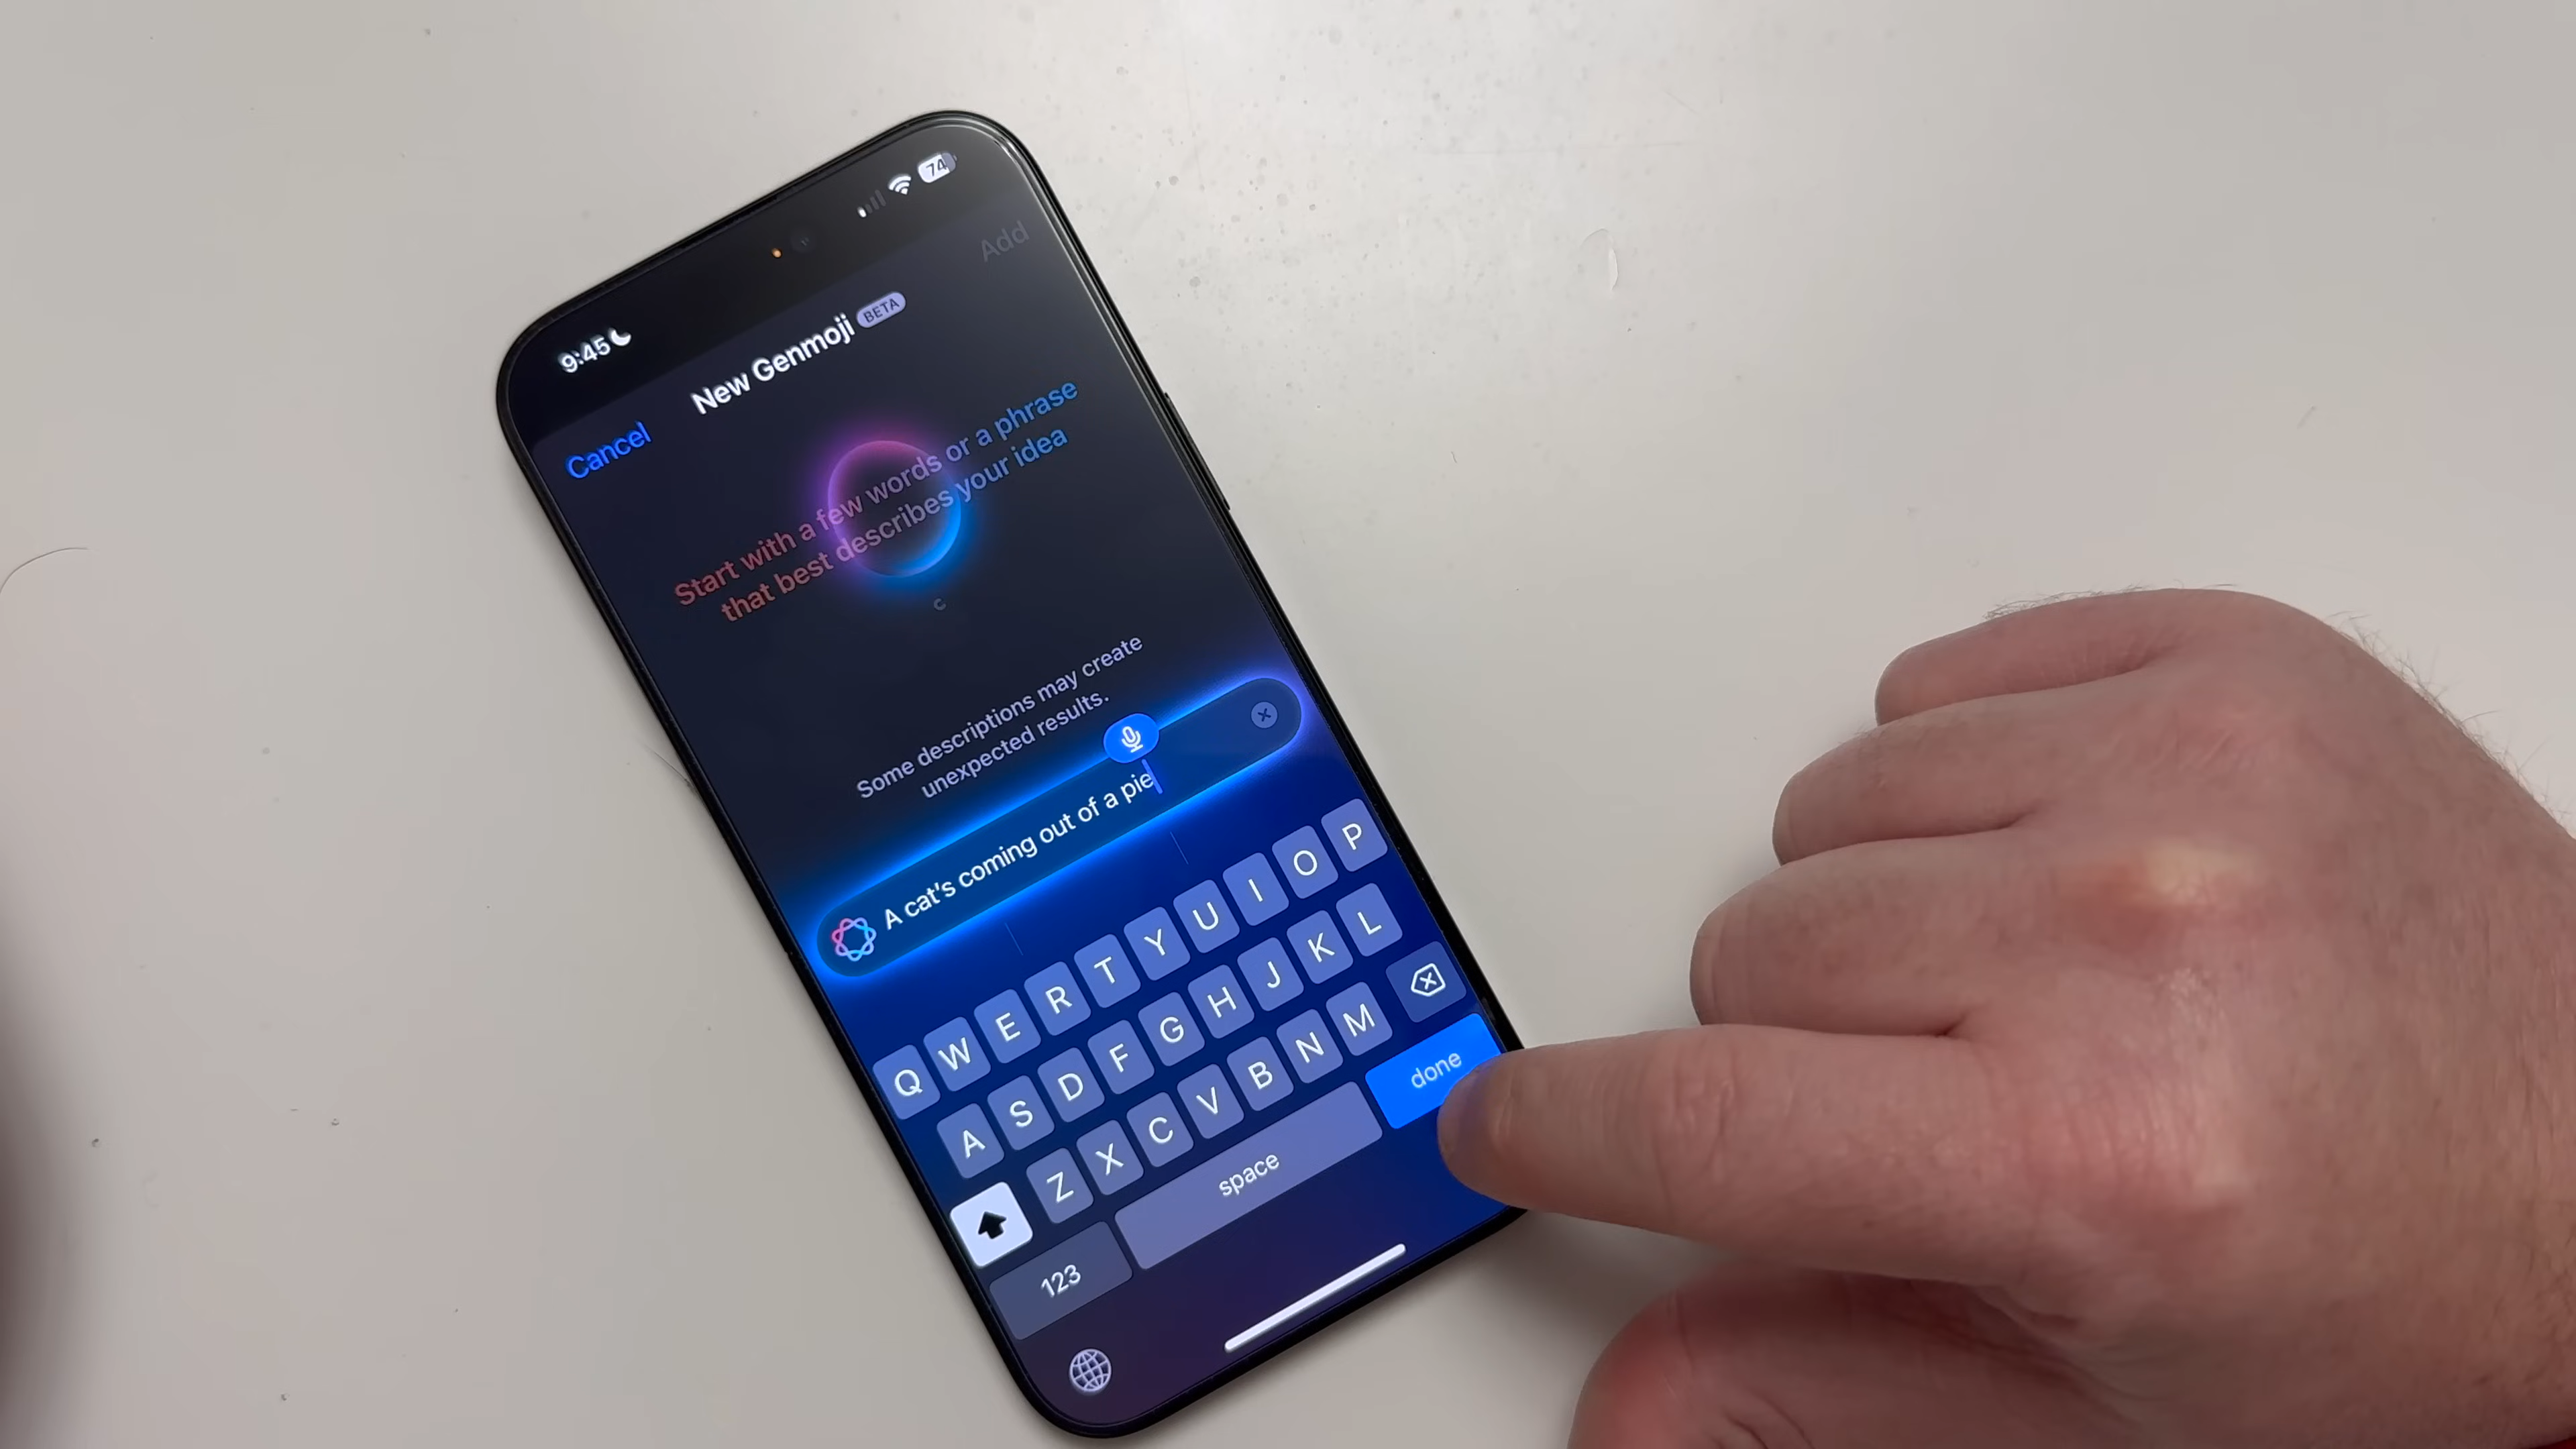 9:45
74
Cancel
New Genmoji BETA
Add
Start with a few words or a phrase
that best describes your idea
c
Some descriptions may create
unexpected results.
A cat's coming out of a pie
Q W E R T Y U I O P
A S D F G H J K L
Z X C V B N M
123
space
done